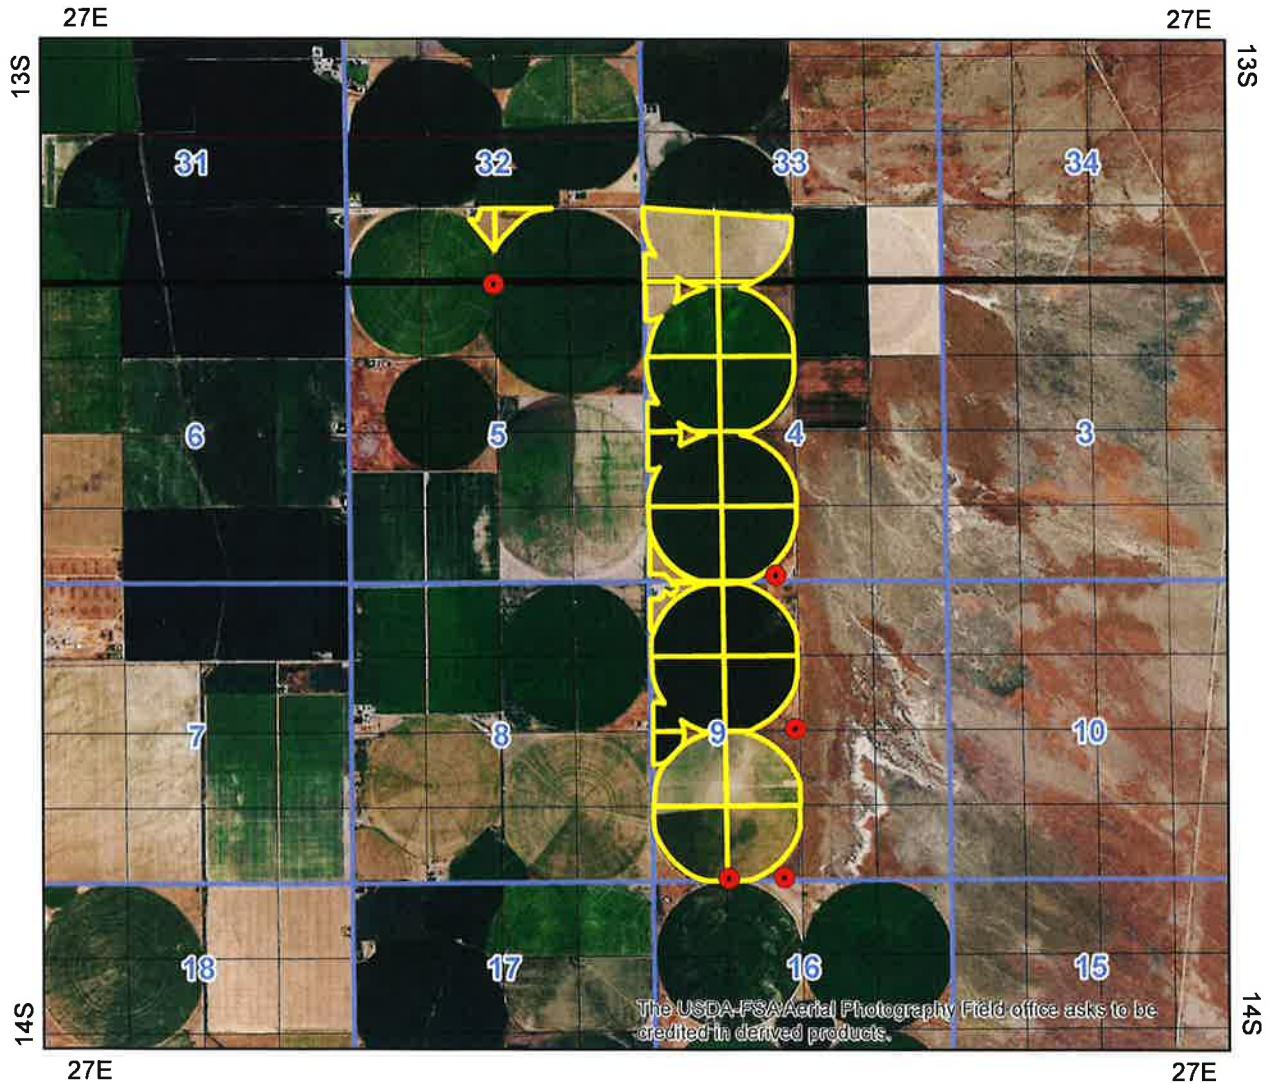 27E 27E
13S 13S
31 32 33 34
6 5 4 3
7 8 9 10
18 17 16 15
The USDA-FSA Aerial Photography Field office asks to be
credited in derived products.
14S 14S
27E 27E